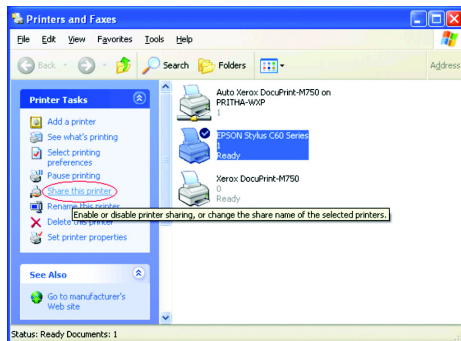 Printers and Faxes
File Edit View Favorites Tools Help
Back Search Folders Address
Printer Tasks
Add a printer
See what's printing
Select printing
preferences
Pause printing
Share this printer
Rename this printer
Delete this printer
Set printer properties
See Also
Go to manufacturer's
Web site
Auto Xerox DocuPrint-M750 on
PRITHA-WXP
1
EPSON Stylus C60 Series
1
Ready
Xerox DocuPrint-M750
0
Ready
Enable or disable printer sharing, or change the share name of the selected printers.
Status: Ready Documents: 1